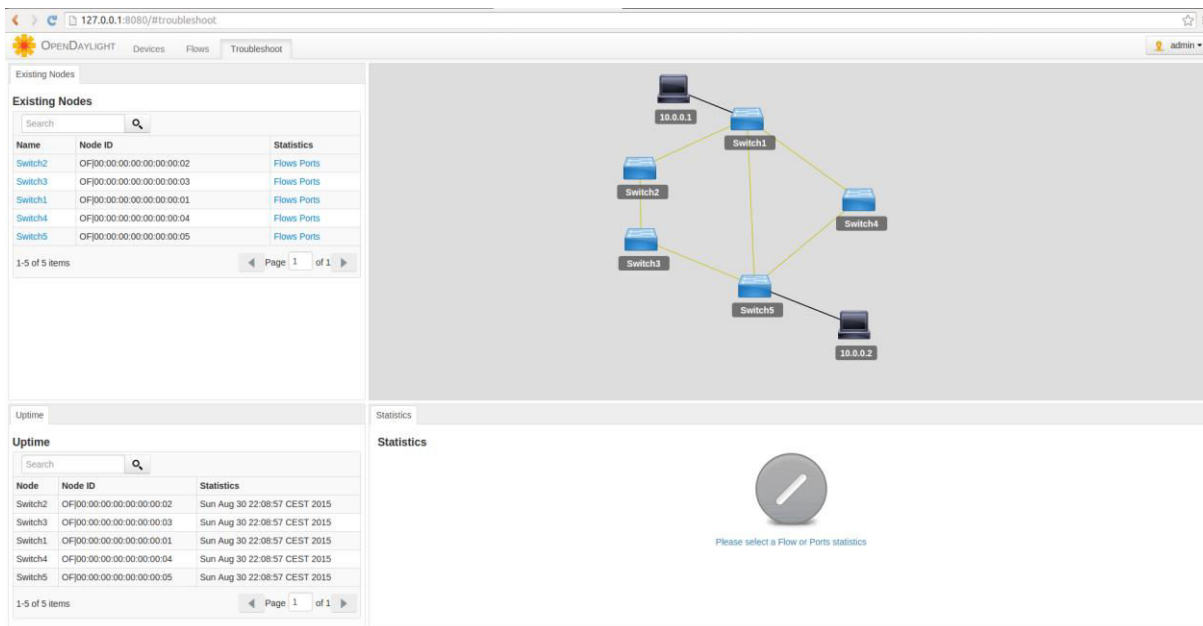 127.0.0.1:8080/#troubleshoot
OPENDAYLIGHT Devices Flows Troubleshoot admin
Existing Nodes
Existing Nodes
Search
Name Node ID Statistics
Switch2 OF|00:00:00:00:00:00:00:02 Flows Ports
Switch3 OF|00:00:00:00:00:00:00:03 Flows Ports
Switch1 OF|00:00:00:00:00:00:00:01 Flows Ports
Switch4 OF|00:00:00:00:00:00:00:04 Flows Ports
Switch5 OF|00:00:00:00:00:00:00:05 Flows Ports
1-5 of 5 items Page 1 of 1
10.0.0.1
Switch1
Switch2
Switch4
Switch3
Switch5
10.0.0.2
Uptime
Uptime
Search
Node Node ID Statistics
Switch2 OF|00:00:00:00:00:00:00:02 Sun Aug 30 22:08:57 CEST 2015
Switch3 OF|00:00:00:00:00:00:00:03 Sun Aug 30 22:08:57 CEST 2015
Switch1 OF|00:00:00:00:00:00:00:01 Sun Aug 30 22:08:57 CEST 2015
Switch4 OF|00:00:00:00:00:00:00:04 Sun Aug 30 22:08:57 CEST 2015
Switch5 OF|00:00:00:00:00:00:00:05 Sun Aug 30 22:08:57 CEST 2015
1-5 of 5 items Page 1 of 1
Statistics
Statistics
Please select a Flow or Ports statistics